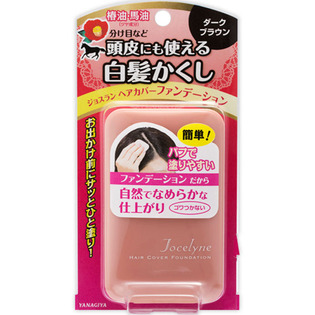 椿油、馬油
(ツヤ成分)
分け目など
ダーク
ブラウン
頭皮にも使える
白髪かくし
ジョスラン ヘアカバーファンデーション
お出かけ前にサッとひと塗り!
簡単!
パフで
塗りやすい
ファンデーションだから
自然でなめらかな
仕上がり
ゴワつかない
Jocelyne
HAIR COVER FOUNDATION
YANAGIYA